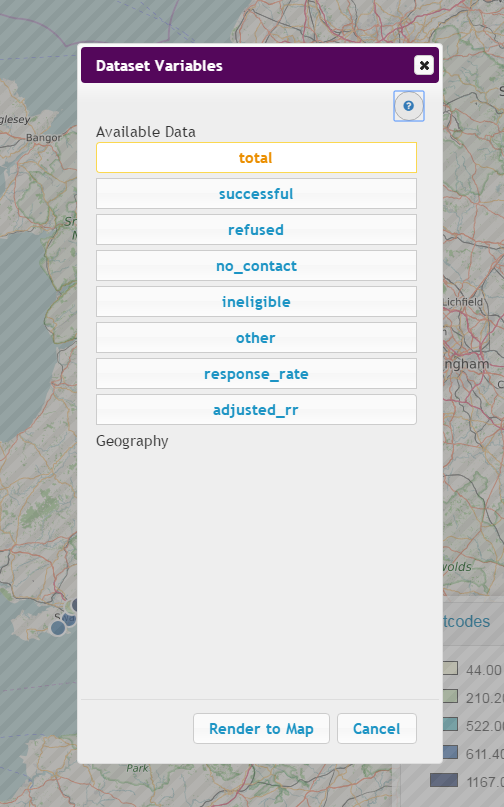 Dataset Variables
?
glesey
Bangor
Available Data
total
successful
refused
no_contact
ineligible
Lichfield
other
ngham
response_rate
adjusted_rr
Geography
wolds
tcodes
44.00
210.2
522.00
Render to Map
Cancel
611.40
Park
1167.0